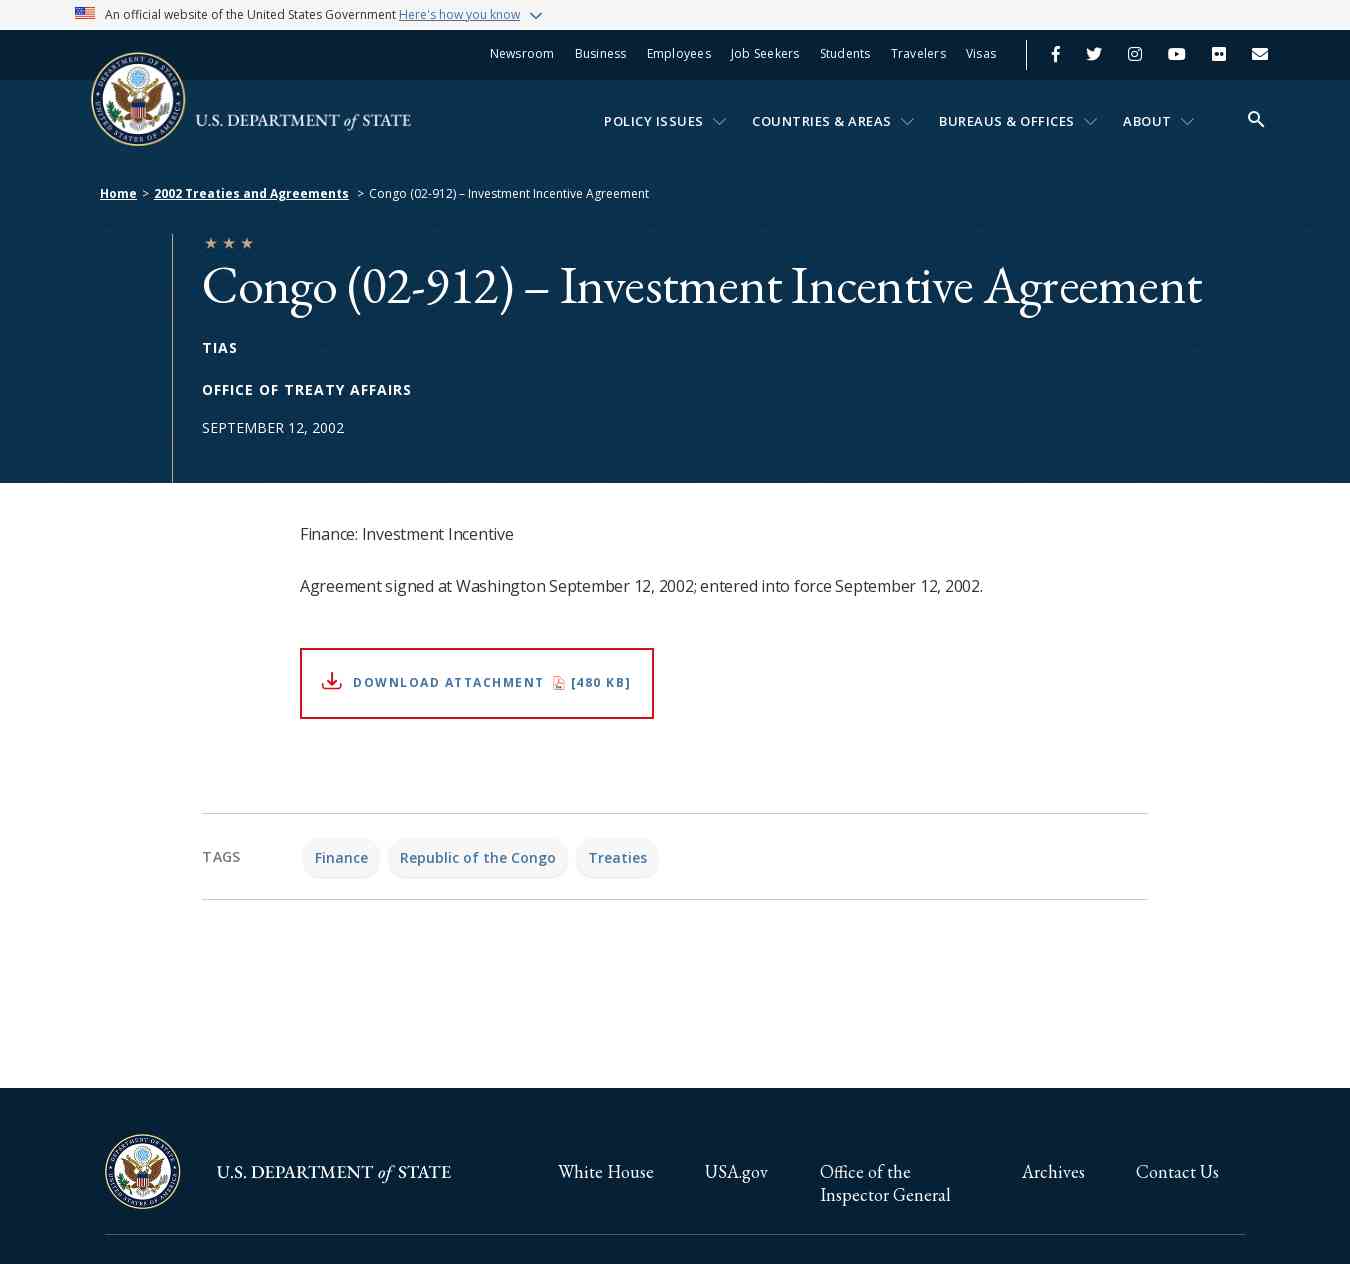 An official website of the United States Government Here's how you know
Newsroom Business Employees Job Seekers Students Travelers Visas
U.S. DEPARTMENT of STATE
POLICY ISSUES COUNTRIES & AREAS BUREAUS & OFFICES ABOUT
Home > 2002 Treaties and Agreements > Congo (02-912) – Investment Incentive Agreement
Congo (02-912) – Investment Incentive Agreement
TIAS
OFFICE OF TREATY AFFAIRS
SEPTEMBER 12, 2002
Finance: Investment Incentive
Agreement signed at Washington September 12, 2002; entered into force September 12, 2002.
DOWNLOAD ATTACHMENT [480 KB]
TAGS Finance Republic of the Congo Treaties
U.S. DEPARTMENT of STATE
White House USA.gov Office of the Archives Contact Us
Inspector General